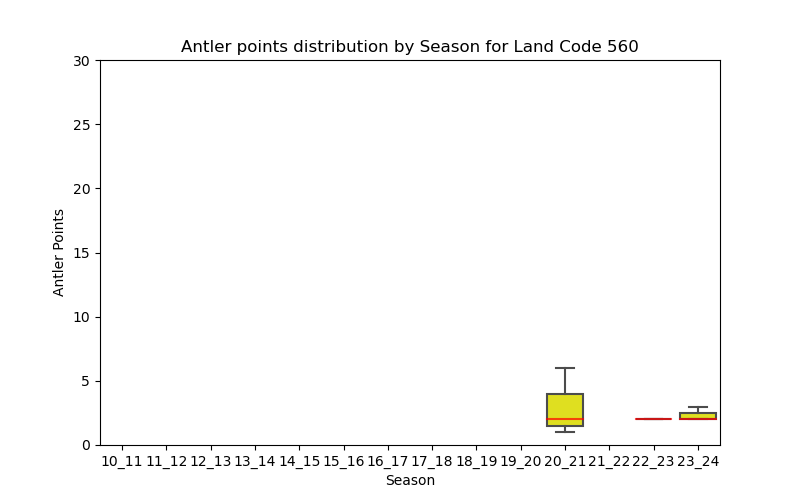 Antler points distribution by Season for Land Code 560
30
25
20
15
10
5
0
Antler Points
10_11 11_12 12_13 13_14 14_15 15_16 16_17 17_18 18_19 19_20 20_21 21_22 22_23 23_24
Season